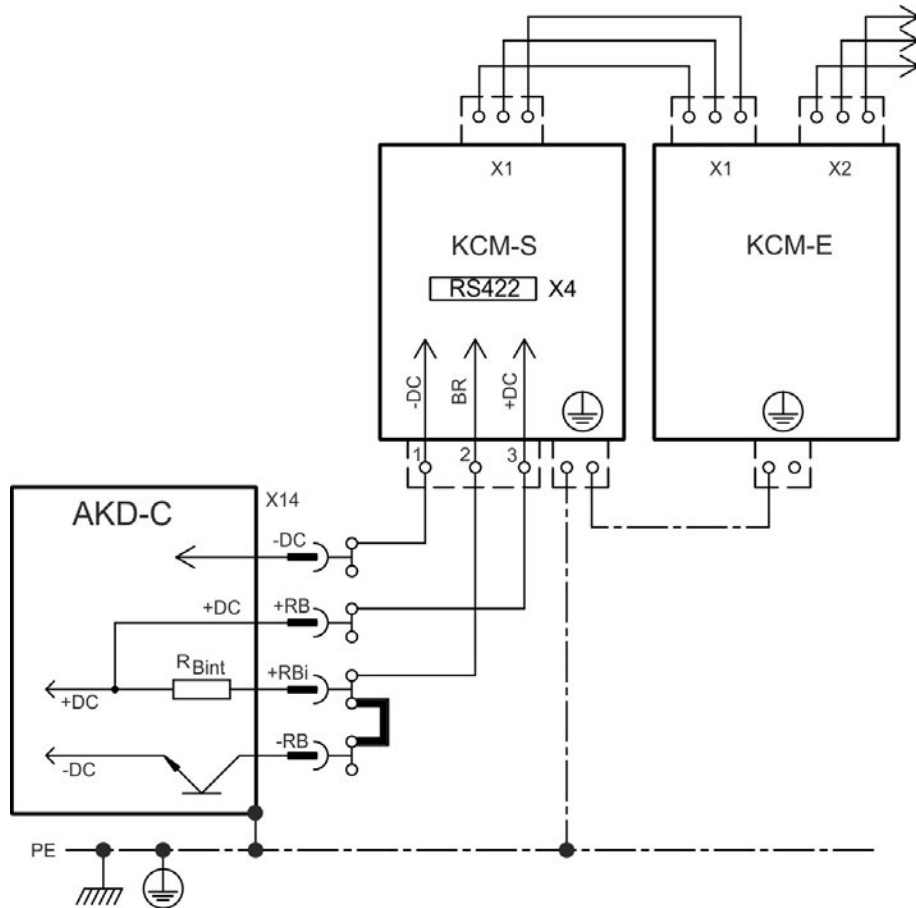 X1
X1
X2
KCM-S
KCM-E
RS422
X4
-DC
BR
+DC
1
2
3
AKD-C
X14
-DC
+DC
+RB
RBint
+RBi
+DC
-RB
-DC
PE